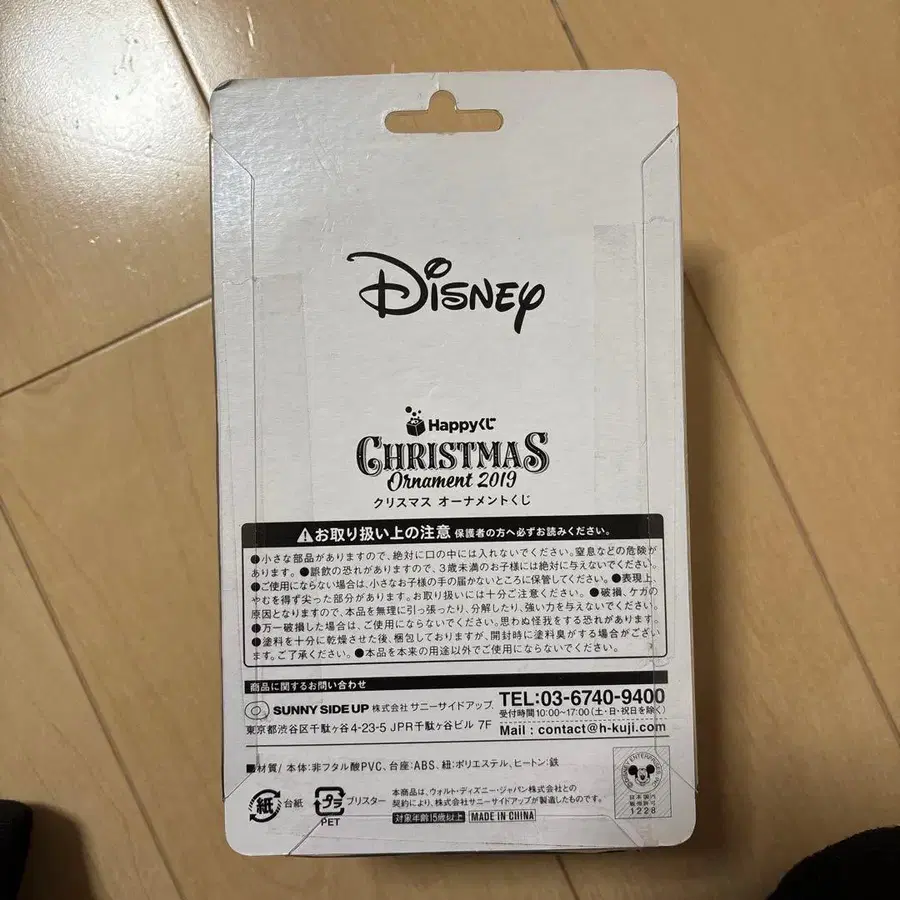 Disney
Happyくじ
CHRISTMAS
Ornament 2019
クリスマス オーナメントくじ
⚠お取り扱い上の注意 保護者の方へ必ずお読みください。
●小さな部品がありますので、絶対に口の中には入れないでください。窒息などの危険が
あります。●誤飲の恐れがありますので、3歳未満のお子様には絶対に与えないでください。
●ご使用にならない場合は、小さなお子様の手の届かないところに保管してください。●表現上、
やむを得ず尖った部分があります。お取り扱いには十分ご注意ください。●破損、ケガの
原因となりますので、本品を無理に引っ張ったり、分解したり、強い力を与えないでください。
●万一破損した場合は、ご使用にならないでください。思わぬ怪我をする恐れがあります。
●塗料を十分に乾燥させた後、梱包しておりますが、開封時に塗料臭がする場合がござい
ます。ご了承ください。●本品を本来の用途以外でご使用にならないでください。
商品に関するお問い合わせ
SUNNY SIDE UP 株式会社 サニーサイドアップ
東京都渋谷区千駄ヶ谷4-23-5 JPR千駄ヶ谷ビル 7F
TEL:03-6740-9400
受付時間10:00~17:00(土・日・祝日を除く)
Mail : contact@h-kuji.com
■材質/ 本体:非フタル酸PVC、台座:ABS、紐:ポリエステル、ヒートン:鉄
紙 台紙
プラ ブリスター
PET
本商品は、ウォルト・ディズニー・ジャパン株式会社との
契約により、株式会社サニーサイドアップが製造したものです。
対象年齢15歳以上 MADE IN CHINA
日本国内
販売許可
1228